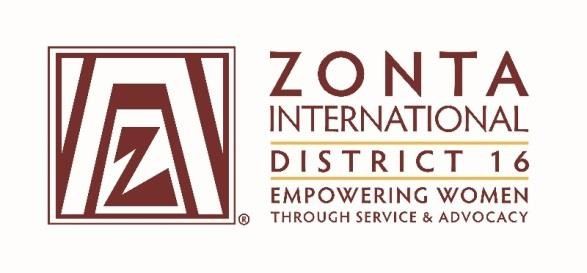 ZONTA
INTERNATIONAL
DISTRICT 16
EMPOWERING WOMEN
THROUGH SERVICE & ADVOCACY
Z
®